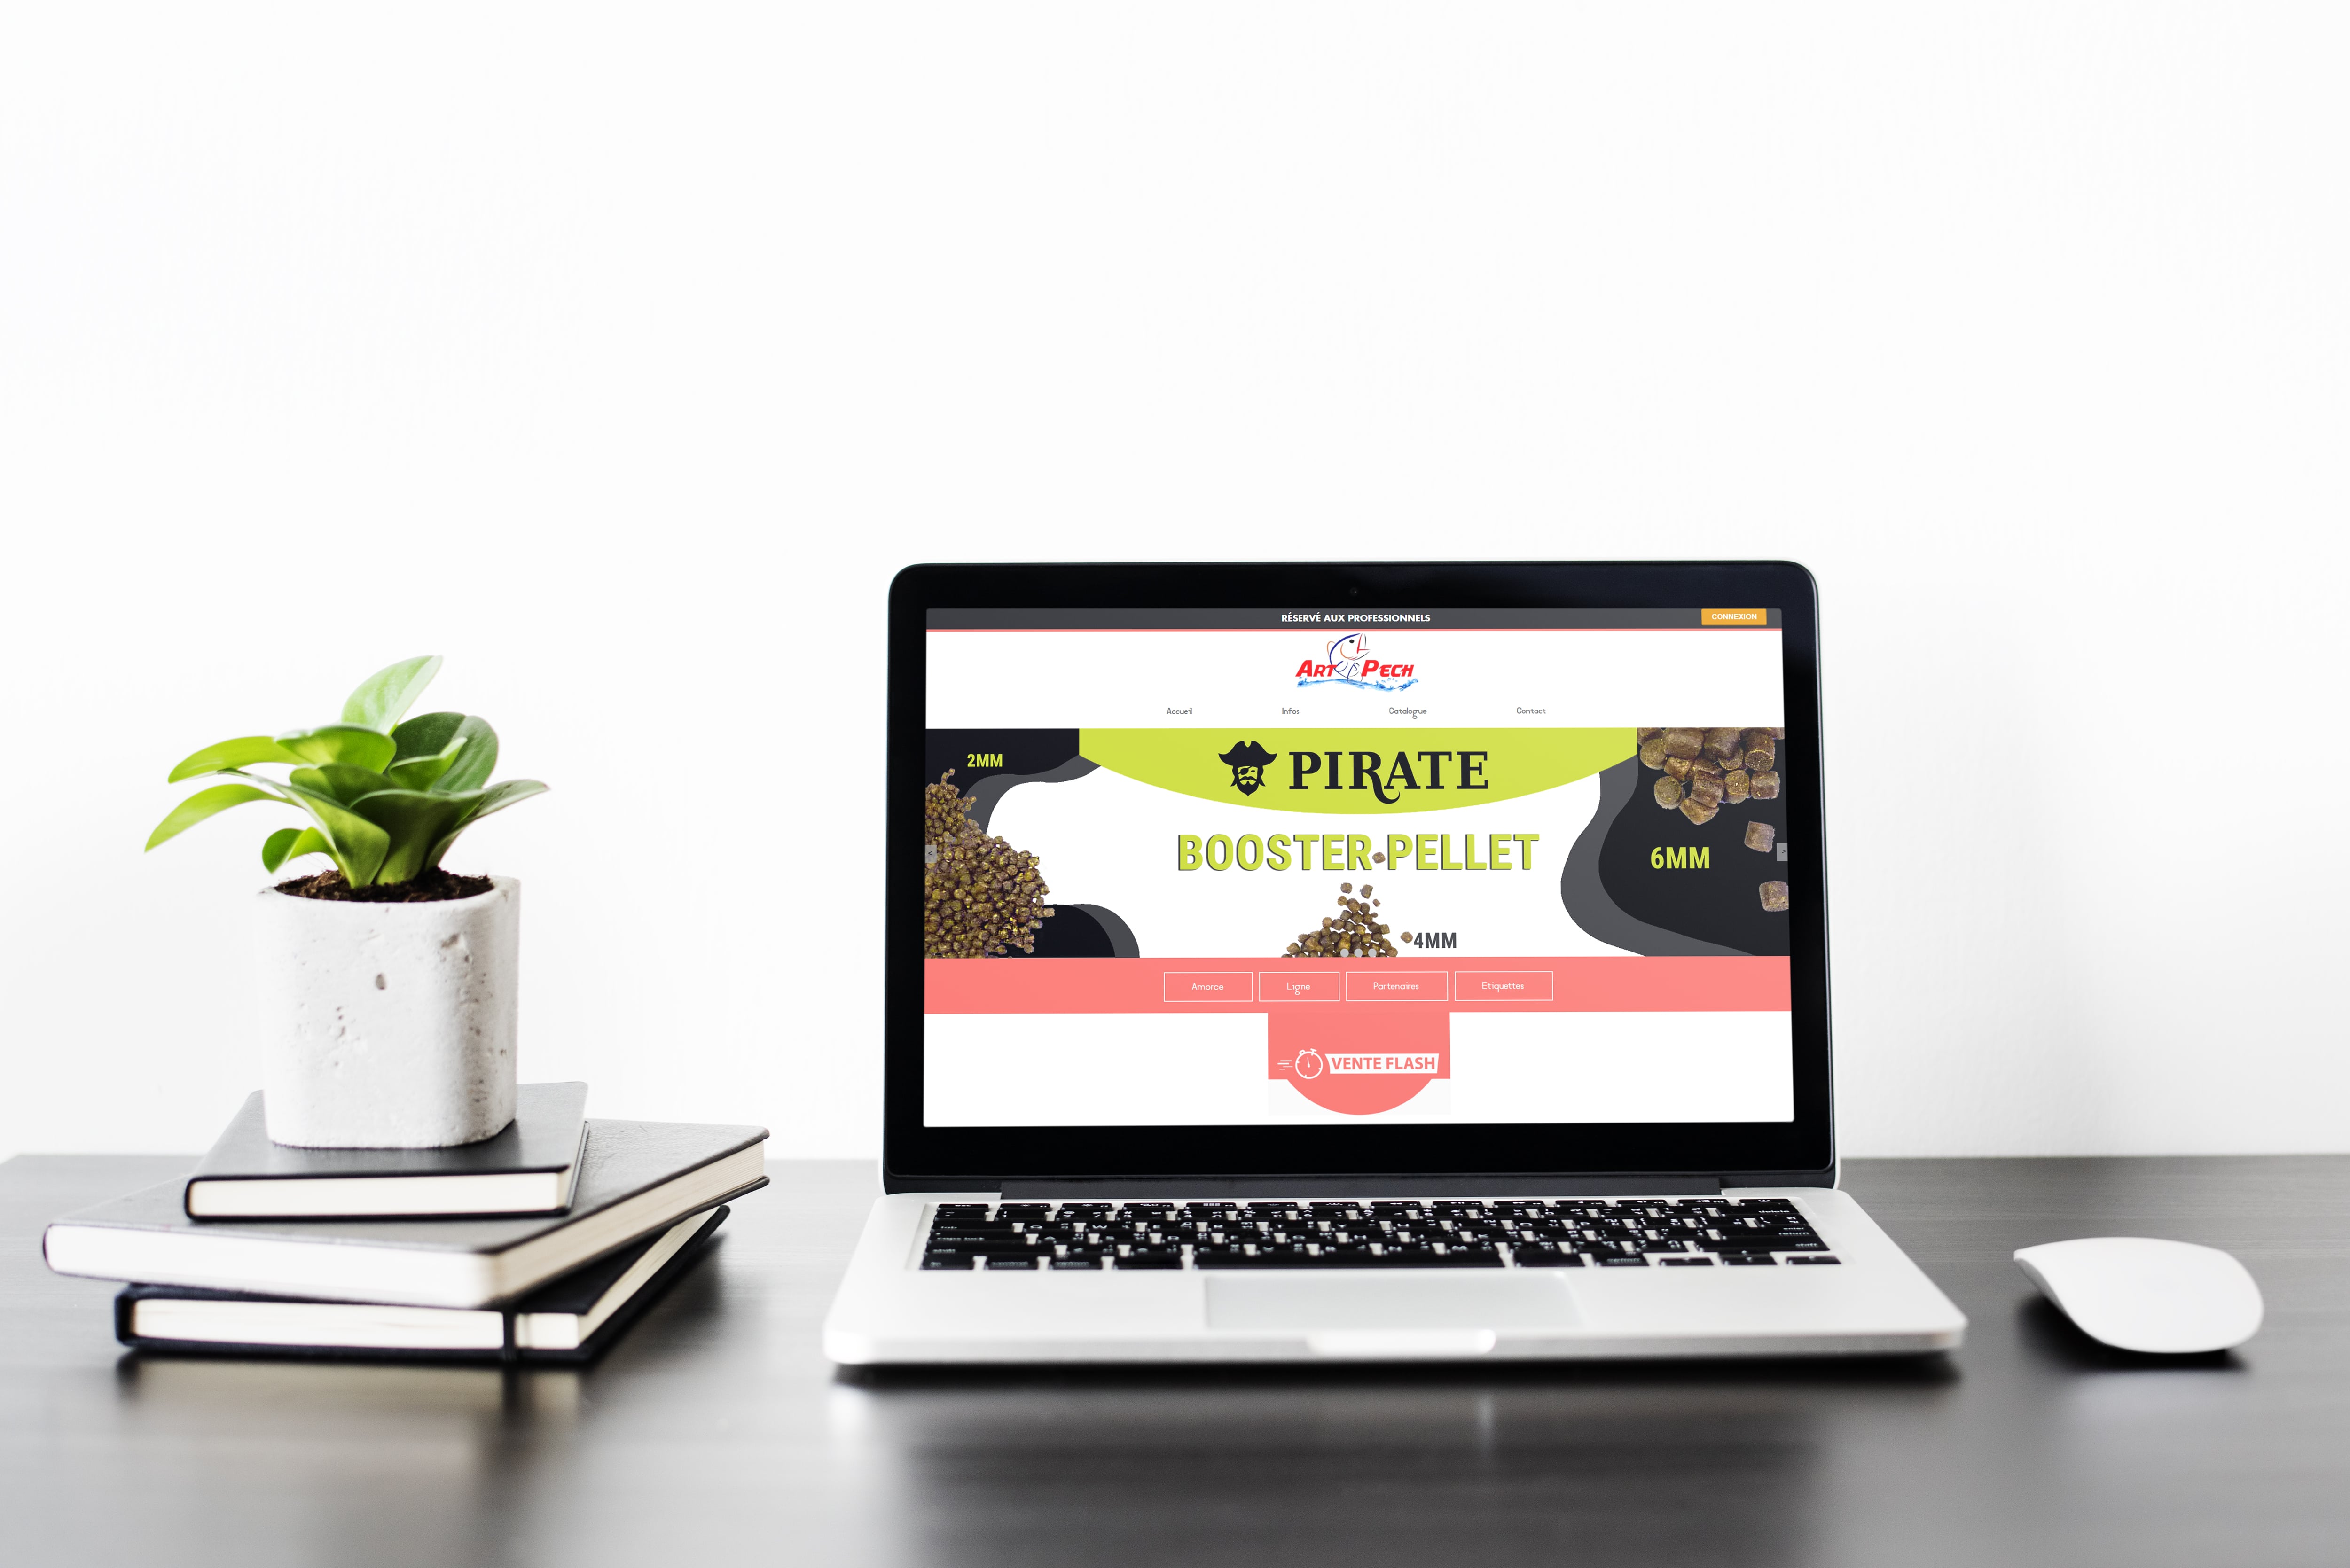 RÉSERVÉ AUX PROFESSIONNELS
CONNEXION
ART PECH
Accueil
Infos
Catalogue
Contact
2MM
PIRATE
BOOSTER PELLET
6MM
4MM
Amorce
Ligne
Partenaires
Etiquettes
VENTE FLASH